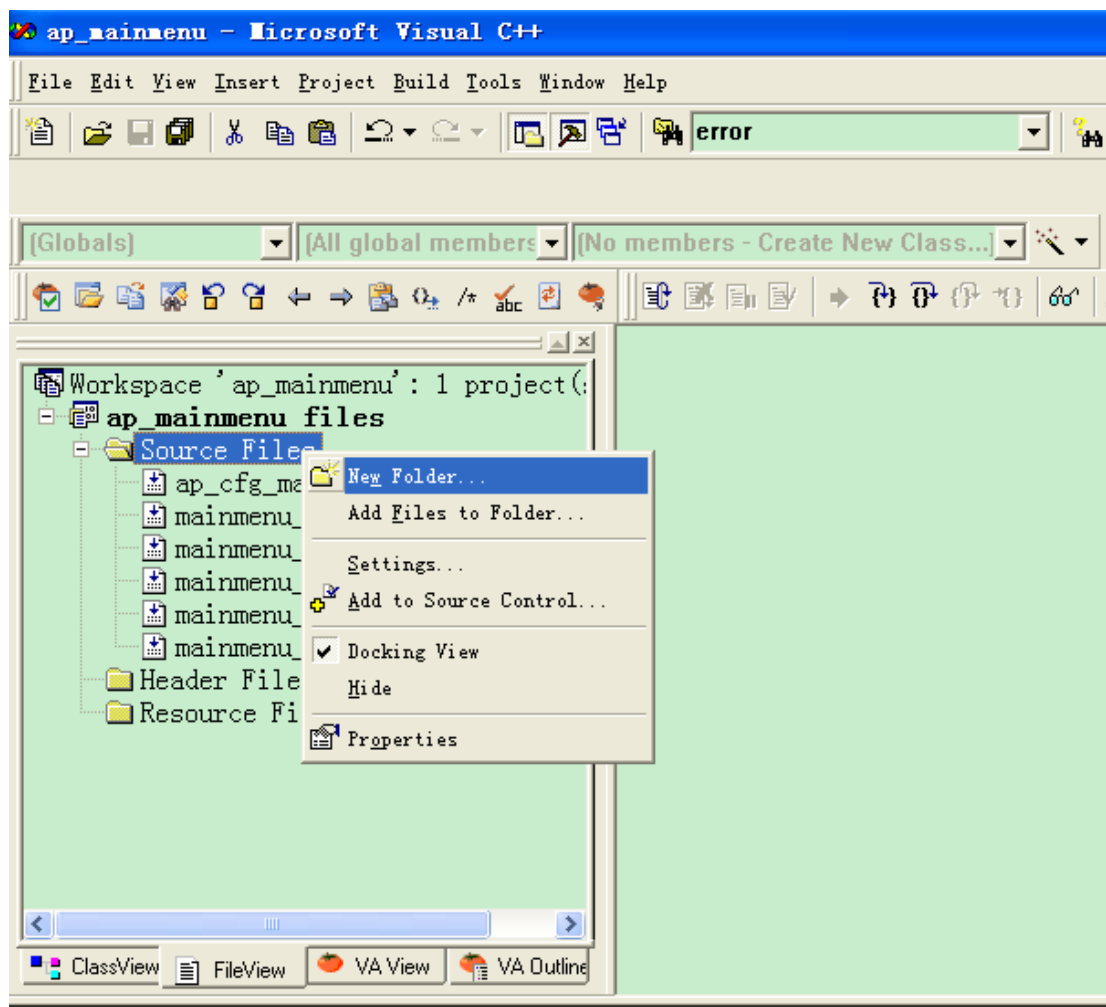 ap_mainmenu - Microsoft Visual C++
File Edit View Insert Project Build Tools Window Help
error
(Globals) (All global members (No members - Create New Class...)
abc
Workspace 'ap_mainmenu': 1 project(
ap_mainmenu files
Source Files
ap_cfg_ma
mainmenu_
mainmenu_
mainmenu_
mainmenu_
mainmenu_
Header File
Resource Fi
New Folder...
Add Files to Folder...
Settings...
Add to Source Control...
Docking View
Hide
Properties
ClassView FileView VA View VA Outline